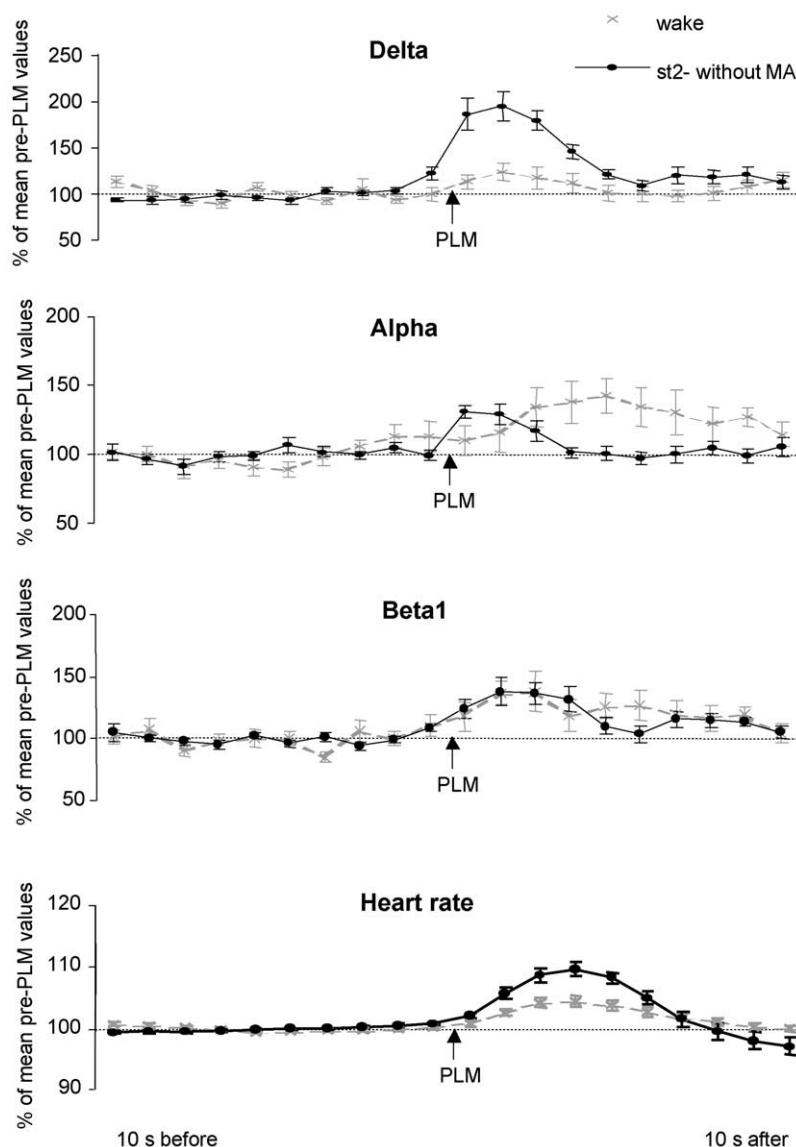 wake
st2- without MA
Delta
% of mean pre-PLM values
250
200
150
100
50
PLM
Alpha
% of mean pre-PLM values
200
150
100
50
PLM
Beta1
% of mean pre-PLM values
200
150
100
50
PLM
Heart rate
% of mean pre-PLM values
120
110
100
90
PLM
10 s before
10 s after